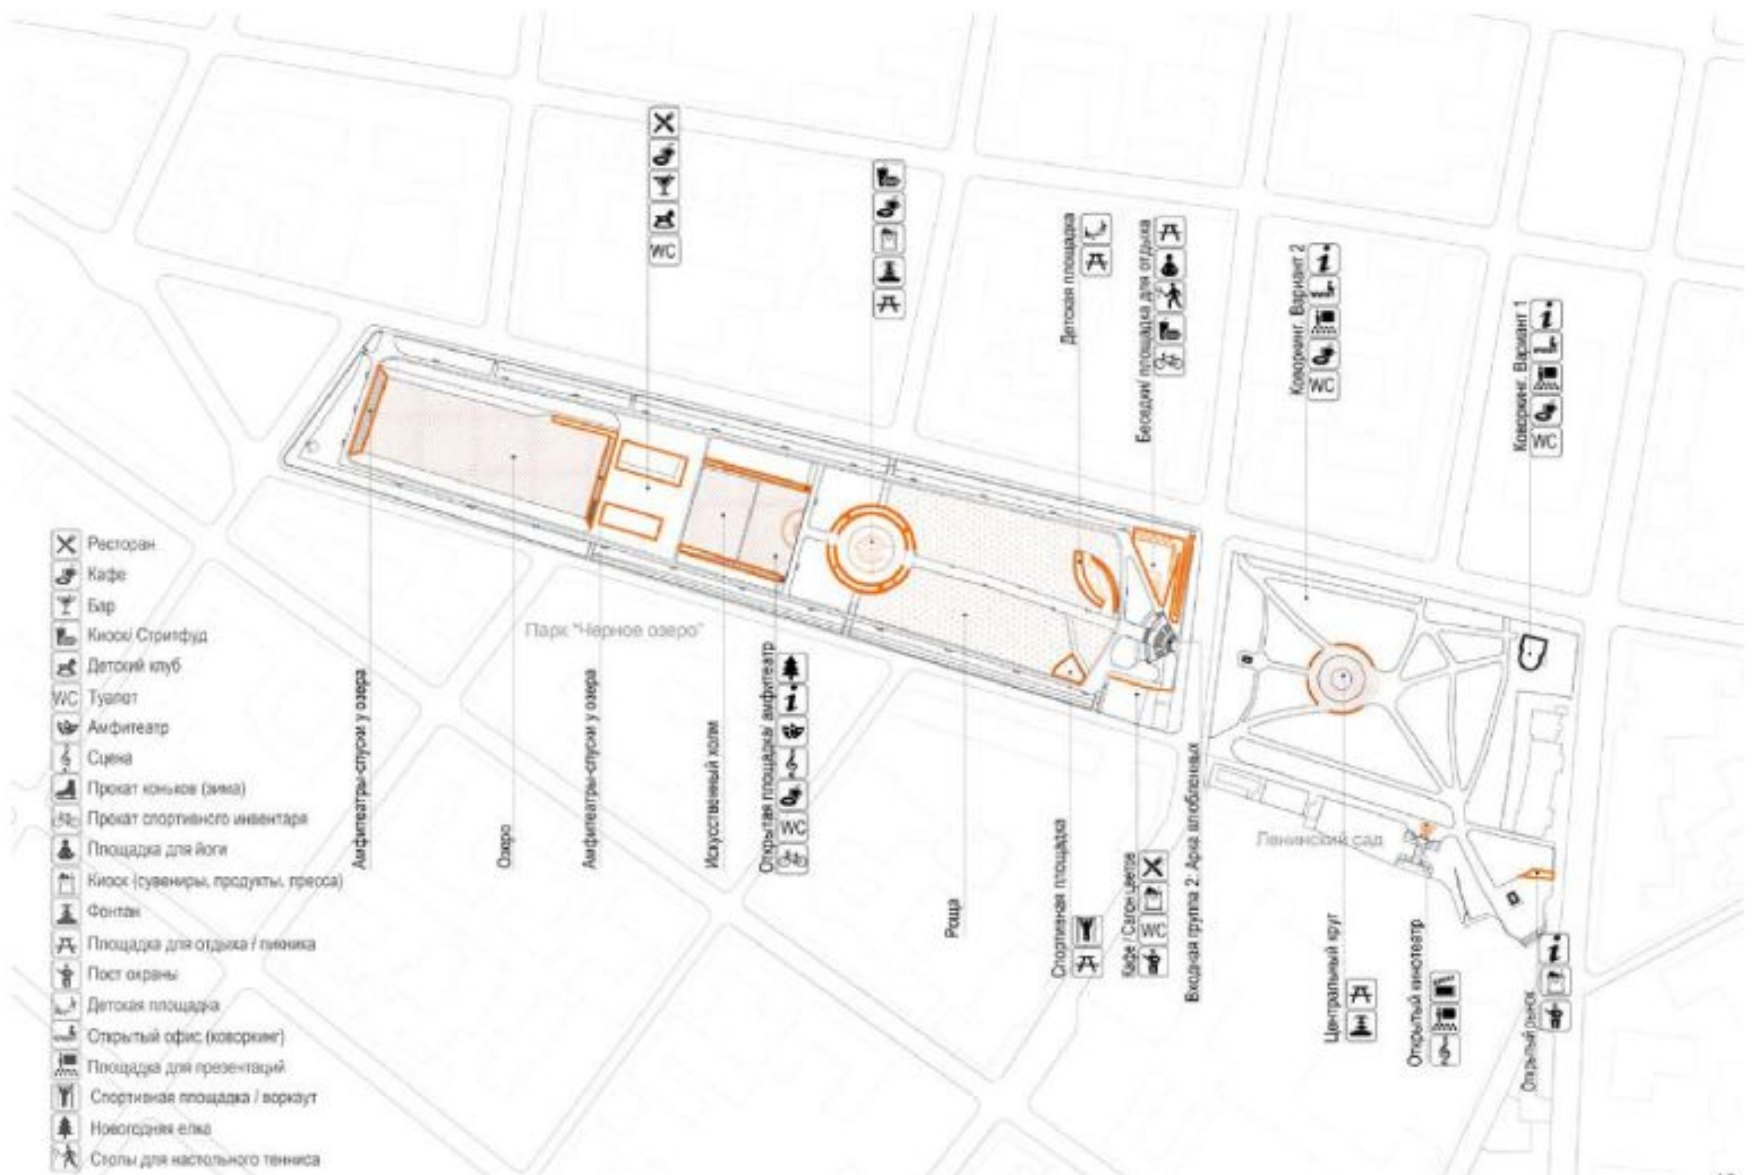 WC
Детская площадка
Беседки/ площадка для отдыха
Коворкинг. Вариант 2
WC
Коворкинг. Вариант 1
WC
Ресторан
Кафе
Бар
Киоск/ Стритфуд
Детский клуб
WC Туалет
Амфитеатр
Сцена
Прокат коньков (зима)
Прокат спортивного инвентаря
Площадка для йоги
Киоск (сувениры, продукты, пресса)
Фонтан
Площадка для отдыха / пикника
Пост охраны
Детская площадка
Открытый офис (коворкинг)
Площадка для презентаций
Спортивная площадка / воркаут
Новогодняя елка
Столы для настольного тенниса
Парк "Черное озеро"
Амфитеатры-спуски у озера
Озеро
Амфитеатры-спуски у озера
Искусственный холм
Открытая площадка/ амфитеатр
WC
Роща
Спортивная площадка
Кафе / Салон цветов
WC
Входная группа 2: Арка влюбленных
Ленинский сад
Центральный круг
Открытый кинотеатр
Открытый рынок